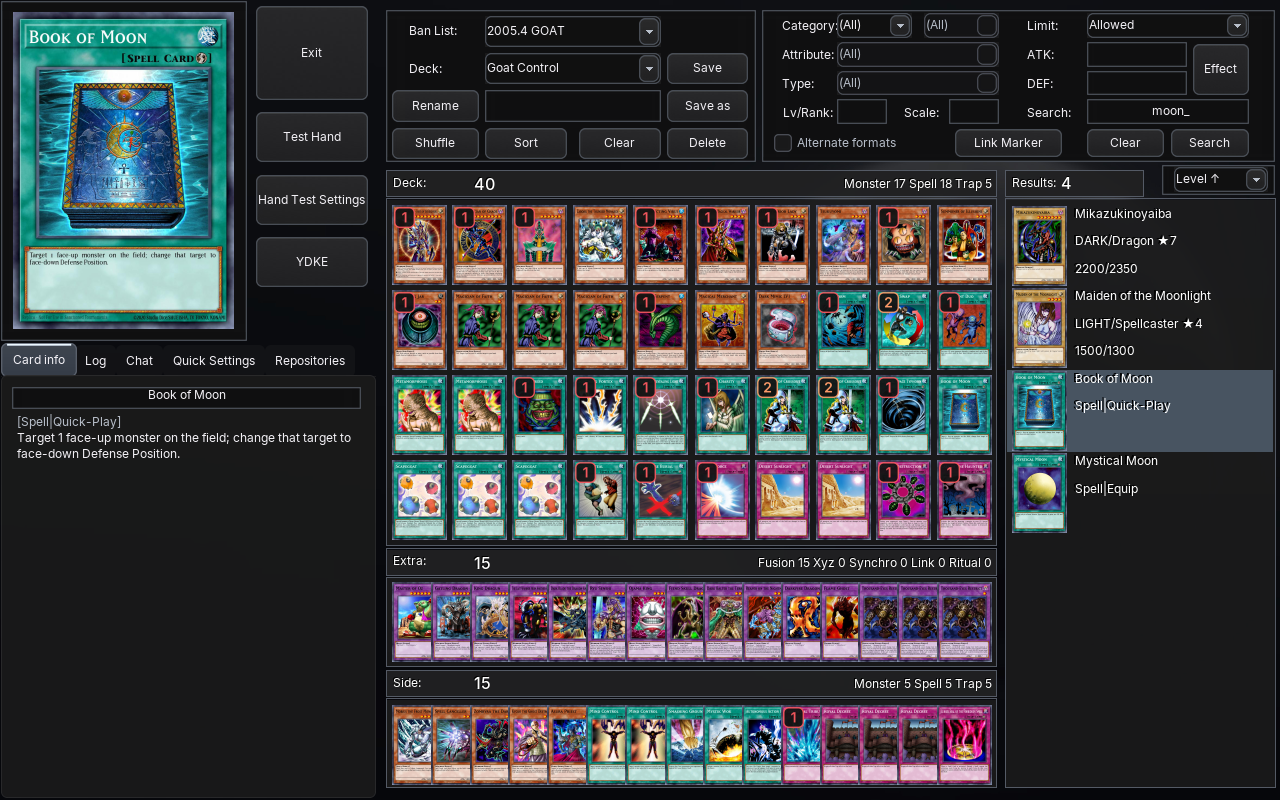 BOOK OF MOON
[SPELL CARD]
Target 1 face-up monster on the field; change that target to
face-down Defense Position.
Exit
Test Hand
Hand Test Settings
YDKE
Ban List:
2005.4 GOAT
Deck:
Goat Control
Save
Rename
Save as
Shuffle
Sort
Clear
Delete
Category:
(All)
(All)
Limit:
Allowed
Attribute:
(All)
ATK:
Effect
Type:
(All)
DEF:
Lv/Rank:
Scale:
Search:
moon_
Alternate formats
Link Marker
Clear
Search
Deck:
40
Monster 17 Spell 18 Trap 5
Results: 4
Level ↑
Card info
Log
Chat
Quick Settings
Repositories
Book of Moon
[Spell|Quick-Play]
Target 1 face-up monster on the field; change that target to
face-down Defense Position.
Mikazukinoyaiba
DARK/Dragon ★7
2200/2350
Maiden of the Moonlight
LIGHT/Spellcaster ★4
1500/1300
Book of Moon
Spell|Quick-Play
Mystical Moon
Spell|Equip
Extra:
15
Fusion 15 Xyz 0 Synchro 0 Link 0 Ritual 0
Side:
15
Monster 5 Spell 5 Trap 5